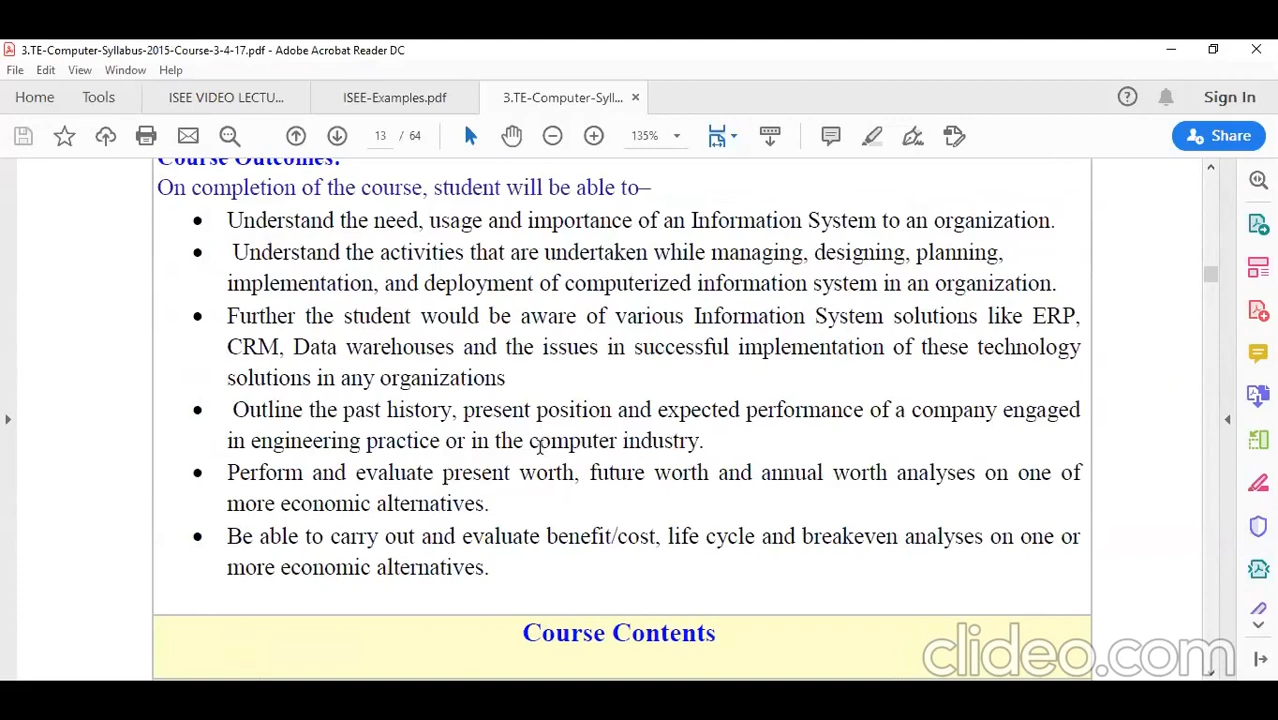 3.TE-Computer-Syllabus-2015-Course-3-4-17.pdf - Adobe Acrobat Reader DC
File Edit View Window Help
Home Tools ISEE VIDEO LECTU... ISEE-Examples.pdf 3.TE-Computer-Syll... Sign In
13 / 64 135% Share
Course Outcomes:
On completion of the course, student will be able to–
• Understand the need, usage and importance of an Information System to an organization.
• Understand the activities that are undertaken while managing, designing, planning,
implementation, and deployment of computerized information system in an organization.
• Further the student would be aware of various Information System solutions like ERP,
CRM, Data warehouses and the issues in successful implementation of these technology
solutions in any organizations
• Outline the past history, present position and expected performance of a company engaged
in engineering practice or in the computer industry.
• Perform and evaluate present worth, future worth and annual worth analyses on one of
more economic alternatives.
• Be able to carry out and evaluate benefit/cost, life cycle and breakeven analyses on one or
more economic alternatives.
Course Contents
clideo.com